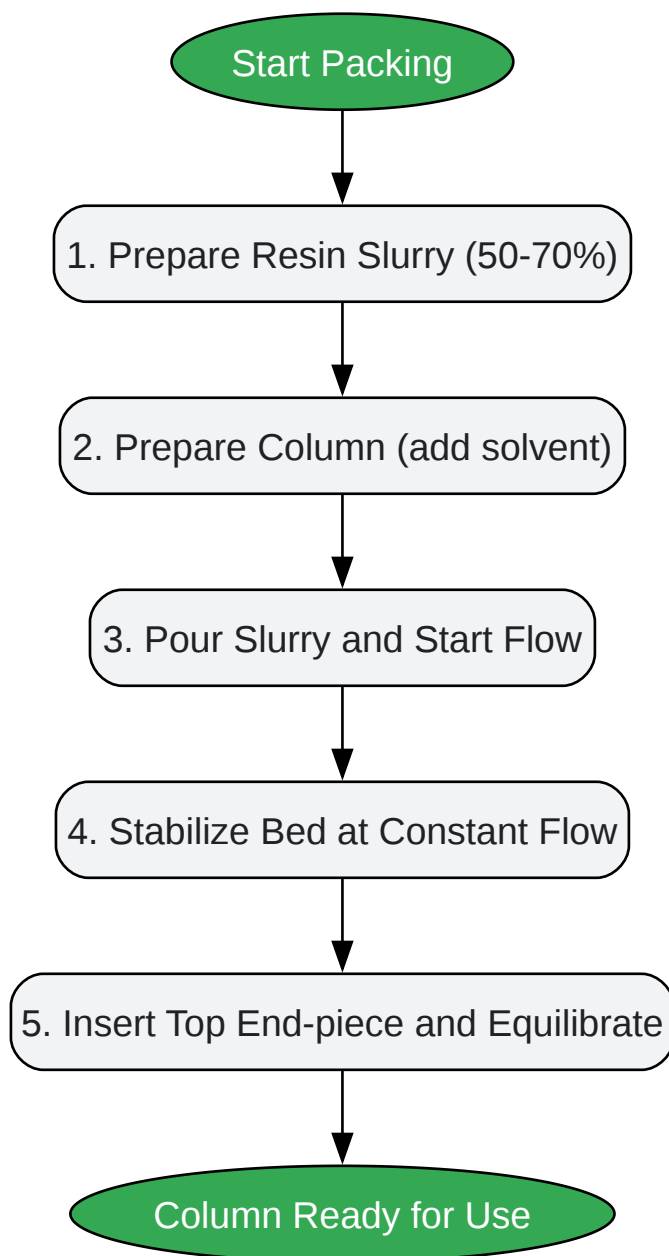 Start Packing
1. Prepare Resin Slurry (50-70%)
2. Prepare Column (add solvent)
3. Pour Slurry and Start Flow
4. Stabilize Bed at Constant Flow
5. Insert Top End-piece and Equilibrate
Column Ready for Use